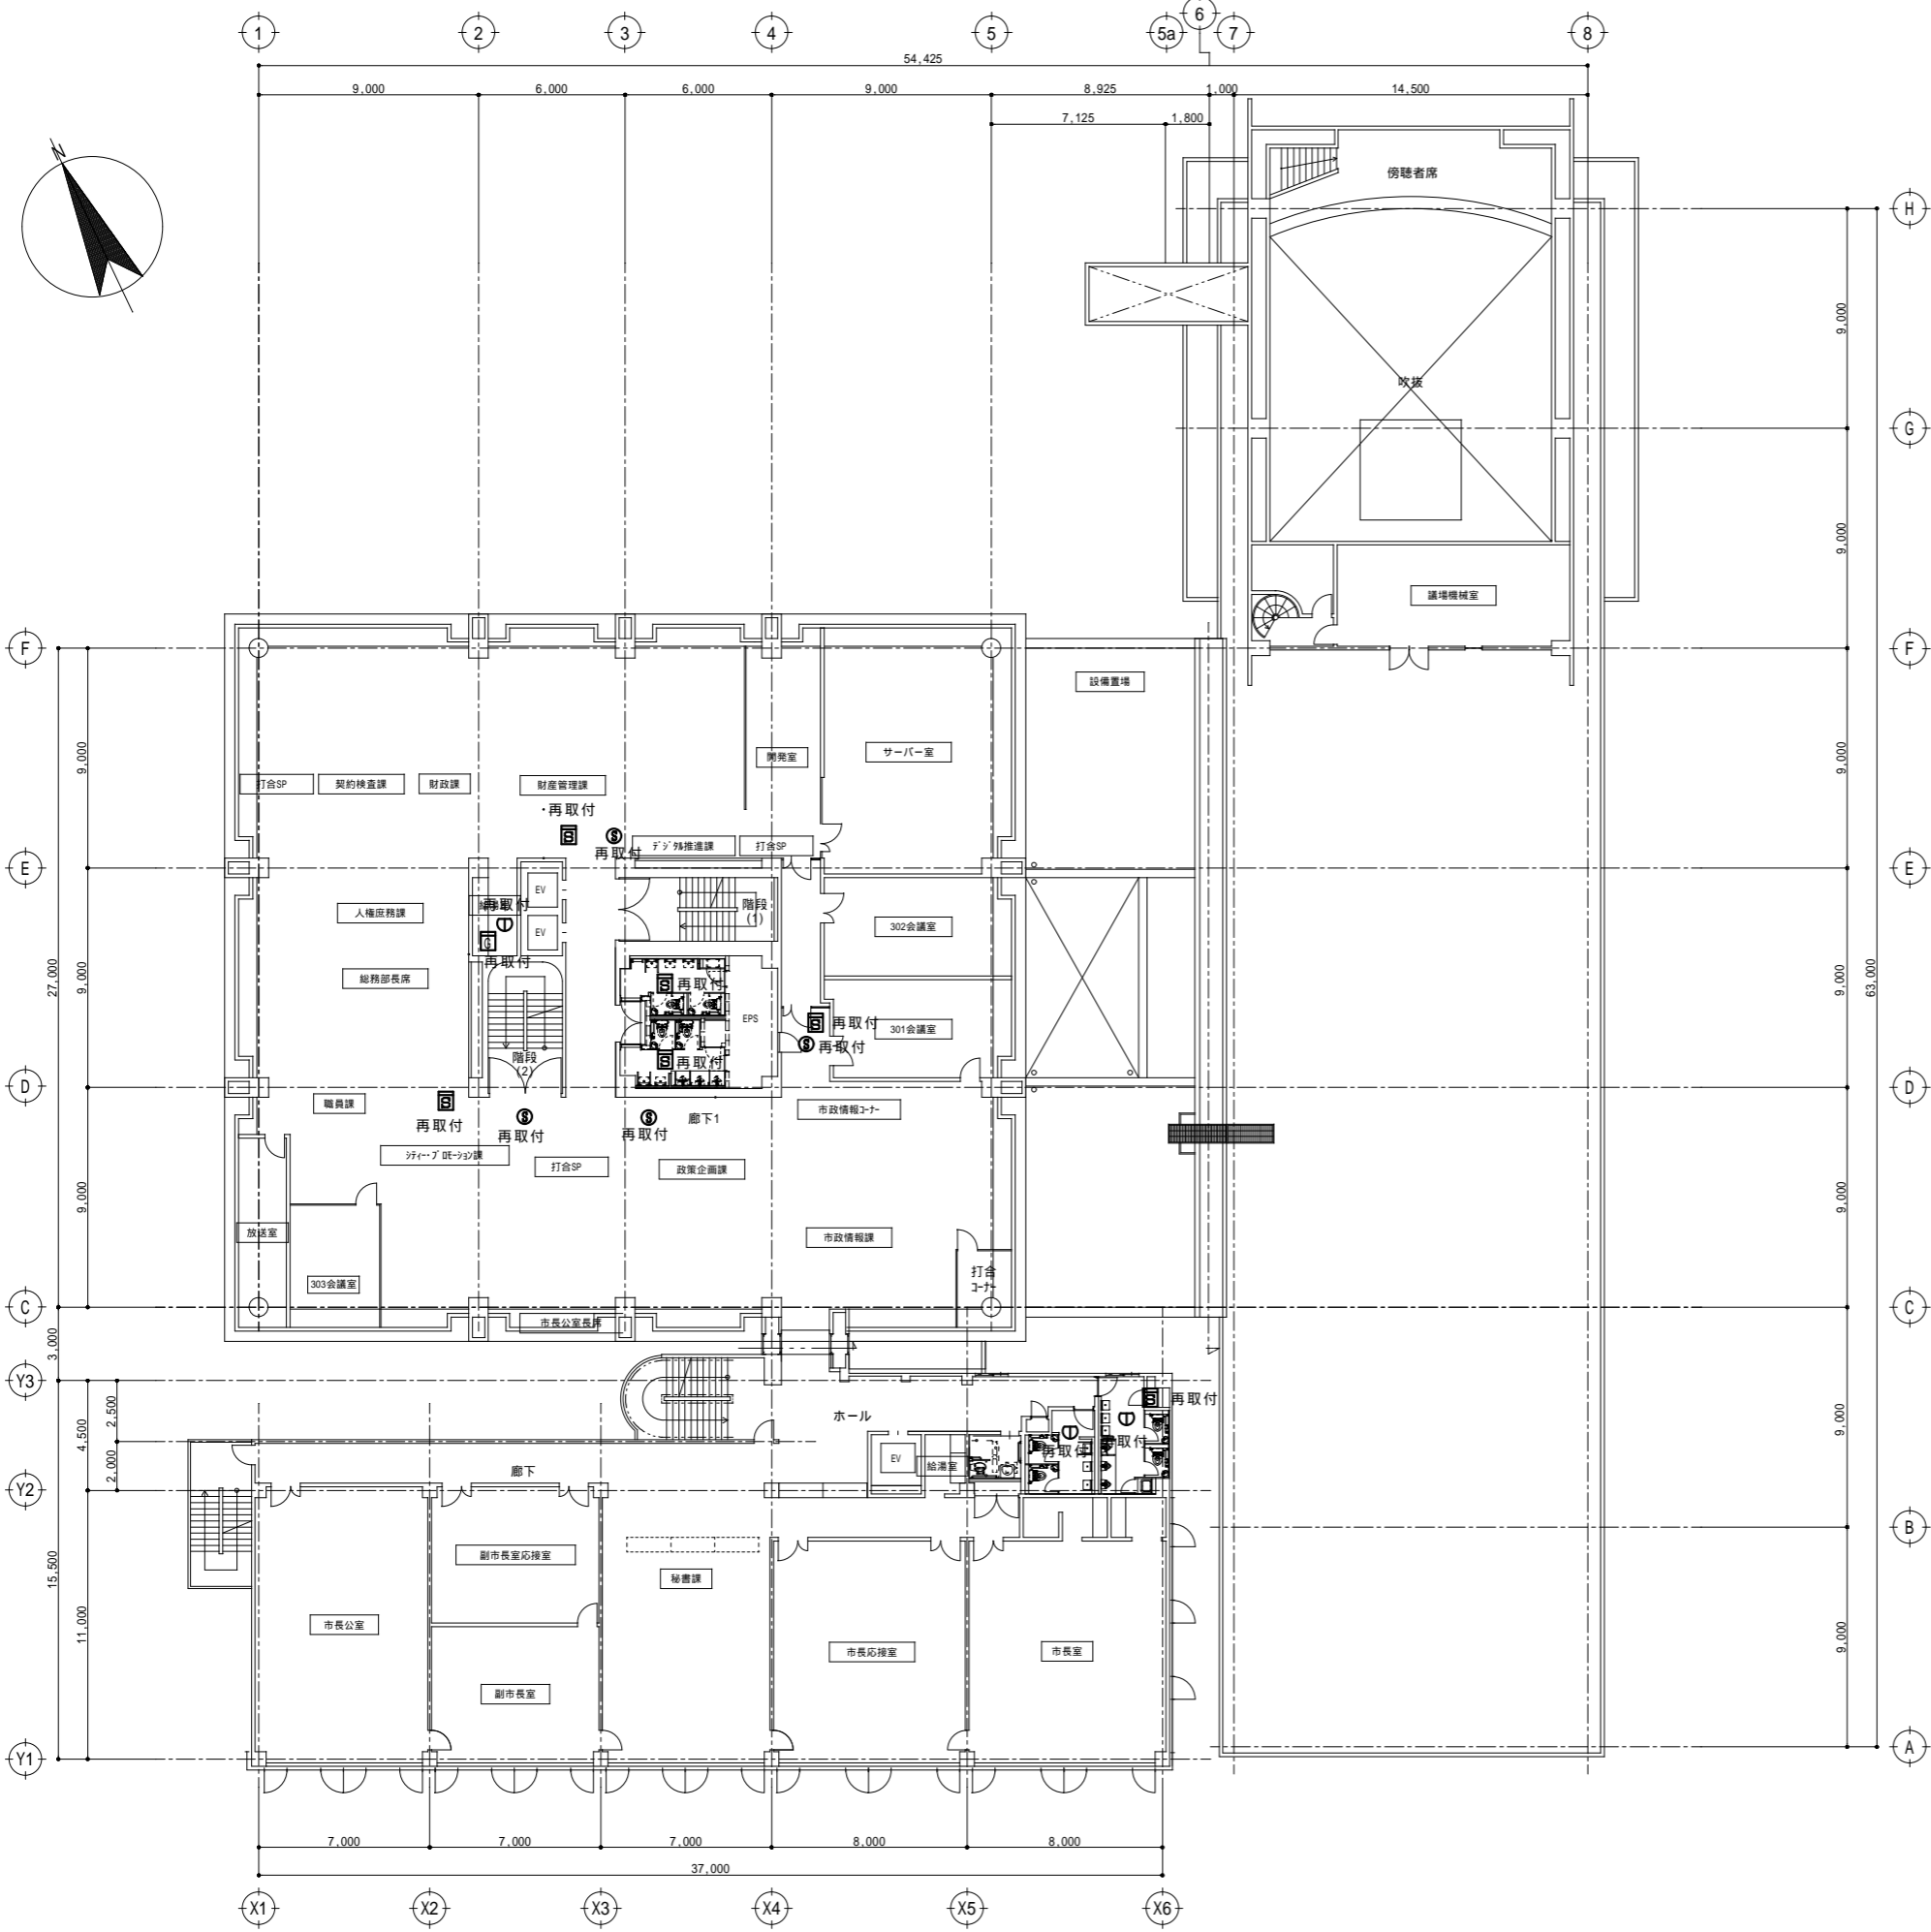 1 2 3 4 5 5a 6 7 8
54,425
9,000 6,000 6,000 9,000 8,925 1,000 14,500
7,125 1,800
N
傍聴者席
H
9,000
吹抜
G
9,000
議場機械室
F F
設備置場
開発室 サーバー室
9,000 9,000
打合SP 契約検査課 財政課 財産管理課
・再取付
S S
再取付 デジタル推進課 打合SP
E E
EV
人権庶務課 再取付 階段
(1)
302会議室
EV
G
再取付
総務部長席 S 再取付
27,000 9,000 9,000 63,000
EPS
S 再取付 301会議室
S 再取付
階段
(2)
S 再取付
D D
職員課 S S S 廊下1 市政情報コーナー
再取付 再取付 再取付
シティー・プロモーション課 打合SP 政策企画課
9,000 9,000
放送室 市政情報課
303会議室 打合
コーナー
C C
市長公室長席
3,000
Y3
S 再取付
2,500 ホール
4,500 9,000
再取付 再取付
EV 給湯室
2,000 廊下
Y2
B
副市長室応接室
秘書課
15,500
市長公室 11,000 9,000
市長応接室 市長室
副市長室
Y1 A
7,000 7,000 7,000 8,000 8,000
37,000
X1 X2 X3 X4 X5 X6